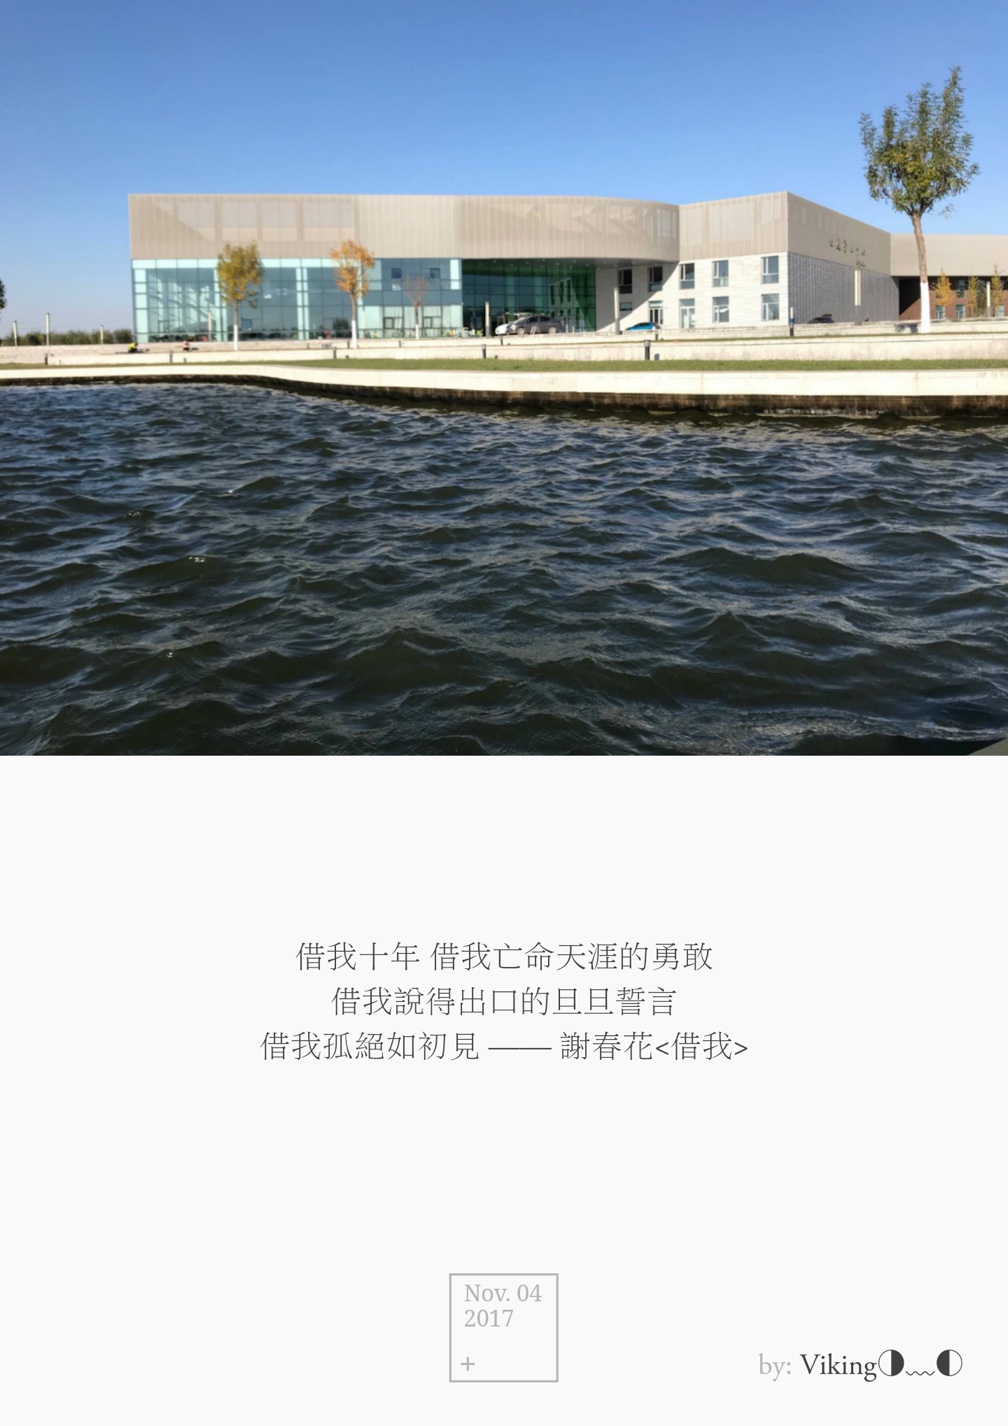 借我十年 借我亡命天涯的勇敢
借我說得出口的旦旦誓言
借我孤絕如初見 —— 謝春花<借我>
Nov. 04
2017
+
by: Viking◑﹏◐